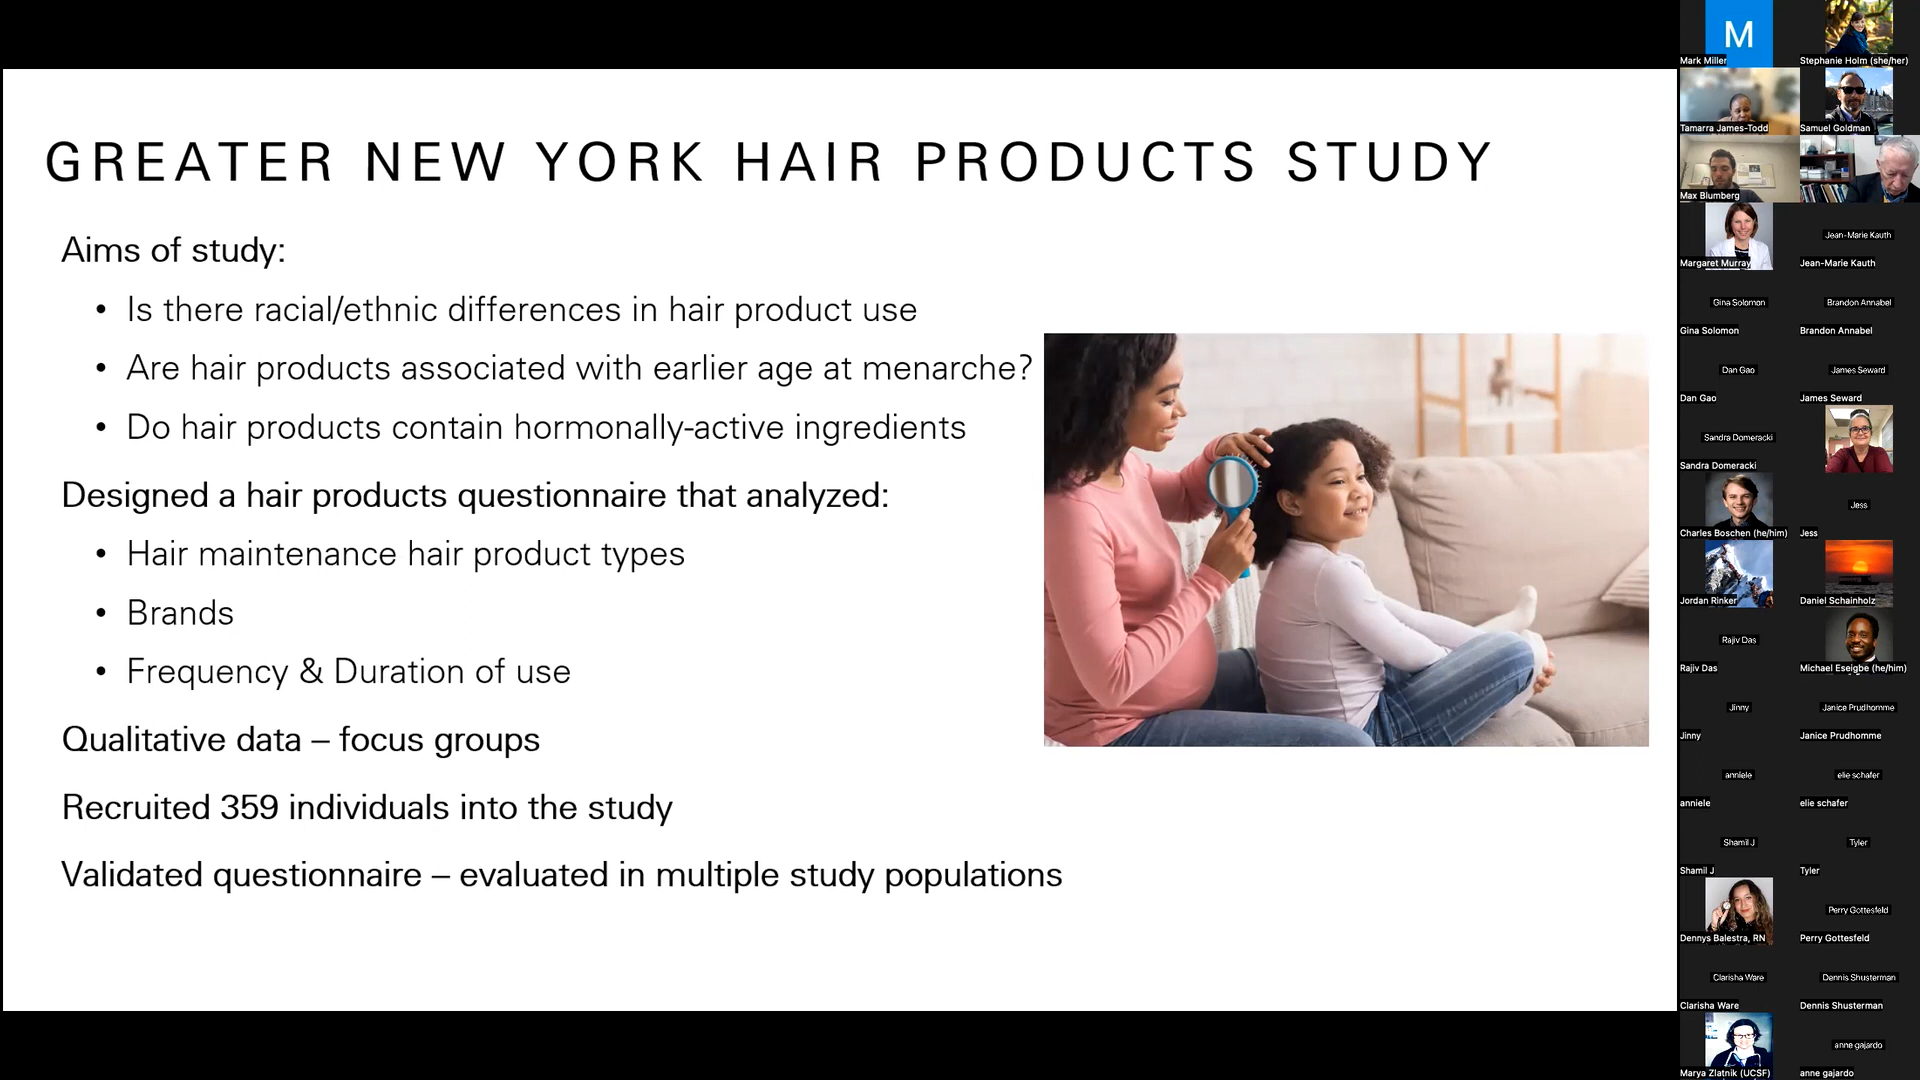 GREATER NEW YORK HAIR PRODUCTS STUDY
Aims of study:
• Is there racial/ethnic differences in hair product use
• Are hair products associated with earlier age at menarche?
• Do hair products contain hormonally-active ingredients
Designed a hair products questionnaire that analyzed:
• Hair maintenance hair product types
• Brands
• Frequency & Duration of use
Qualitative data – focus groups
Recruited 359 individuals into the study
Validated questionnaire – evaluated in multiple study populations
M
Mark Miller
Stephanie Holm (she/her)
Tamarra James-Todd
Samuel Goldman
Max Blumberg
Margaret Murray
Jean-Marie Kauth
Jean-Marie Kauth
Gina Solomon
Brandon Annabel
Gina Solomon
Brandon Annabel
Dan Gao
James Seward
Dan Gao
James Seward
Sandra Domeracki
Sandra Domeracki
Charles Boschen (he/him)
Jess
Jess
Jordan Rinker
Daniel Schainholz
Rajiv Das
Rajiv Das
Michael Eseigbe (he/him)
Jinny
Janice Prudhomme
Jinny
Janice Prudhomme
anniele
elie schafer
anniele
elie schafer
Shamil J
Tyler
Shamil J
Tyler
Dennys Balestra, RN
Perry Gottesfeld
Perry Gottesfeld
Clarisha Ware
Dennis Shusterman
Clarisha Ware
Dennis Shusterman
Marya Zlatnik (UCSF)
anne gajardo
anne gajardo